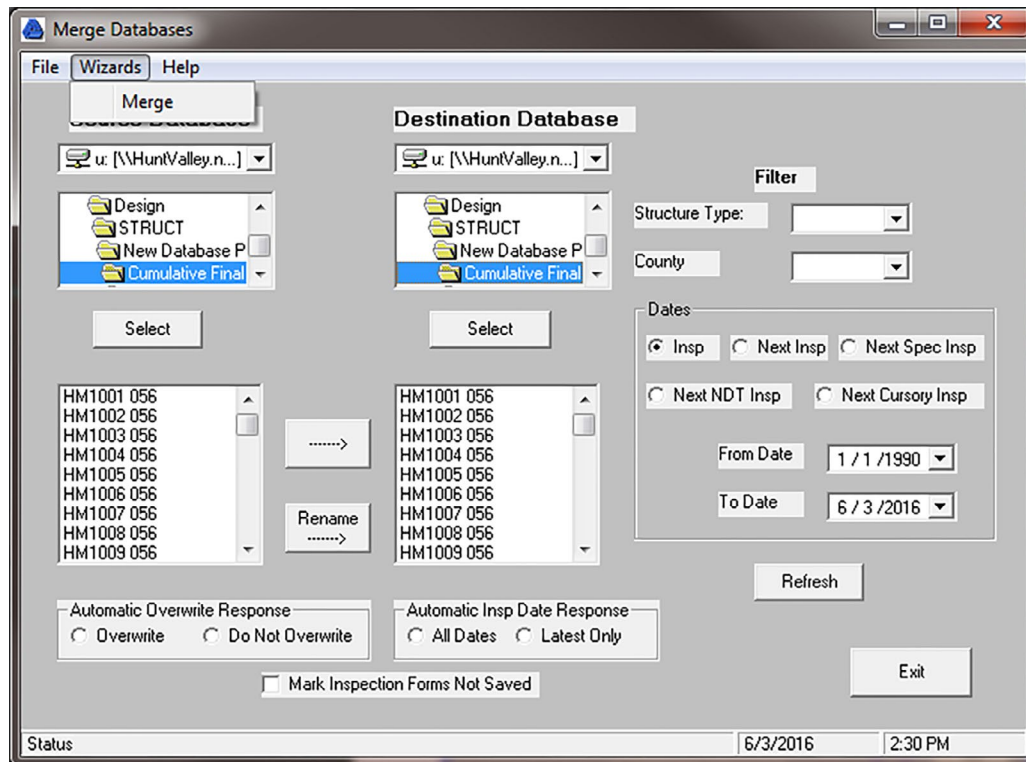 Merge Databases
File Wizards Help
Merge
Destination Database
u: [\\HuntValley.n...]
u: [\\HuntValley.n...]
Filter
Design
STRUCT
New Database P
Cumulative Final
Design
STRUCT
New Database P
Cumulative Final
Structure Type:
County
Select
Select
Dates
Insp Next Insp Next Spec Insp
Next NDT Insp Next Cursory Insp
From Date 1 / 1 /1990
To Date 6 / 3 /2016
HM1001 056
HM1002 056
HM1003 056
HM1004 056
HM1005 056
HM1006 056
HM1007 056
HM1008 056
HM1009 056
------->
Rename
------->
HM1001 056
HM1002 056
HM1003 056
HM1004 056
HM1005 056
HM1006 056
HM1007 056
HM1008 056
HM1009 056
Refresh
Automatic Overwrite Response
Overwrite Do Not Overwrite
Automatic Insp Date Response
All Dates Latest Only
Mark Inspection Forms Not Saved
Exit
Status 6/3/2016 2:30 PM